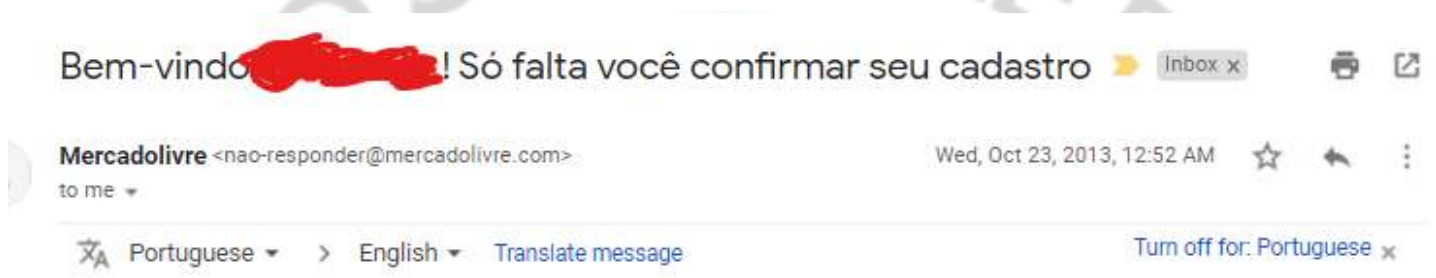 Bem-vindo ! Só falta você confirmar seu cadastro Inbox x
Mercadolivre <nao-responder@mercadolivre.com> Wed, Oct 23, 2013, 12:52 AM
to me
Portuguese > English Translate message Turn off for: Portuguese x